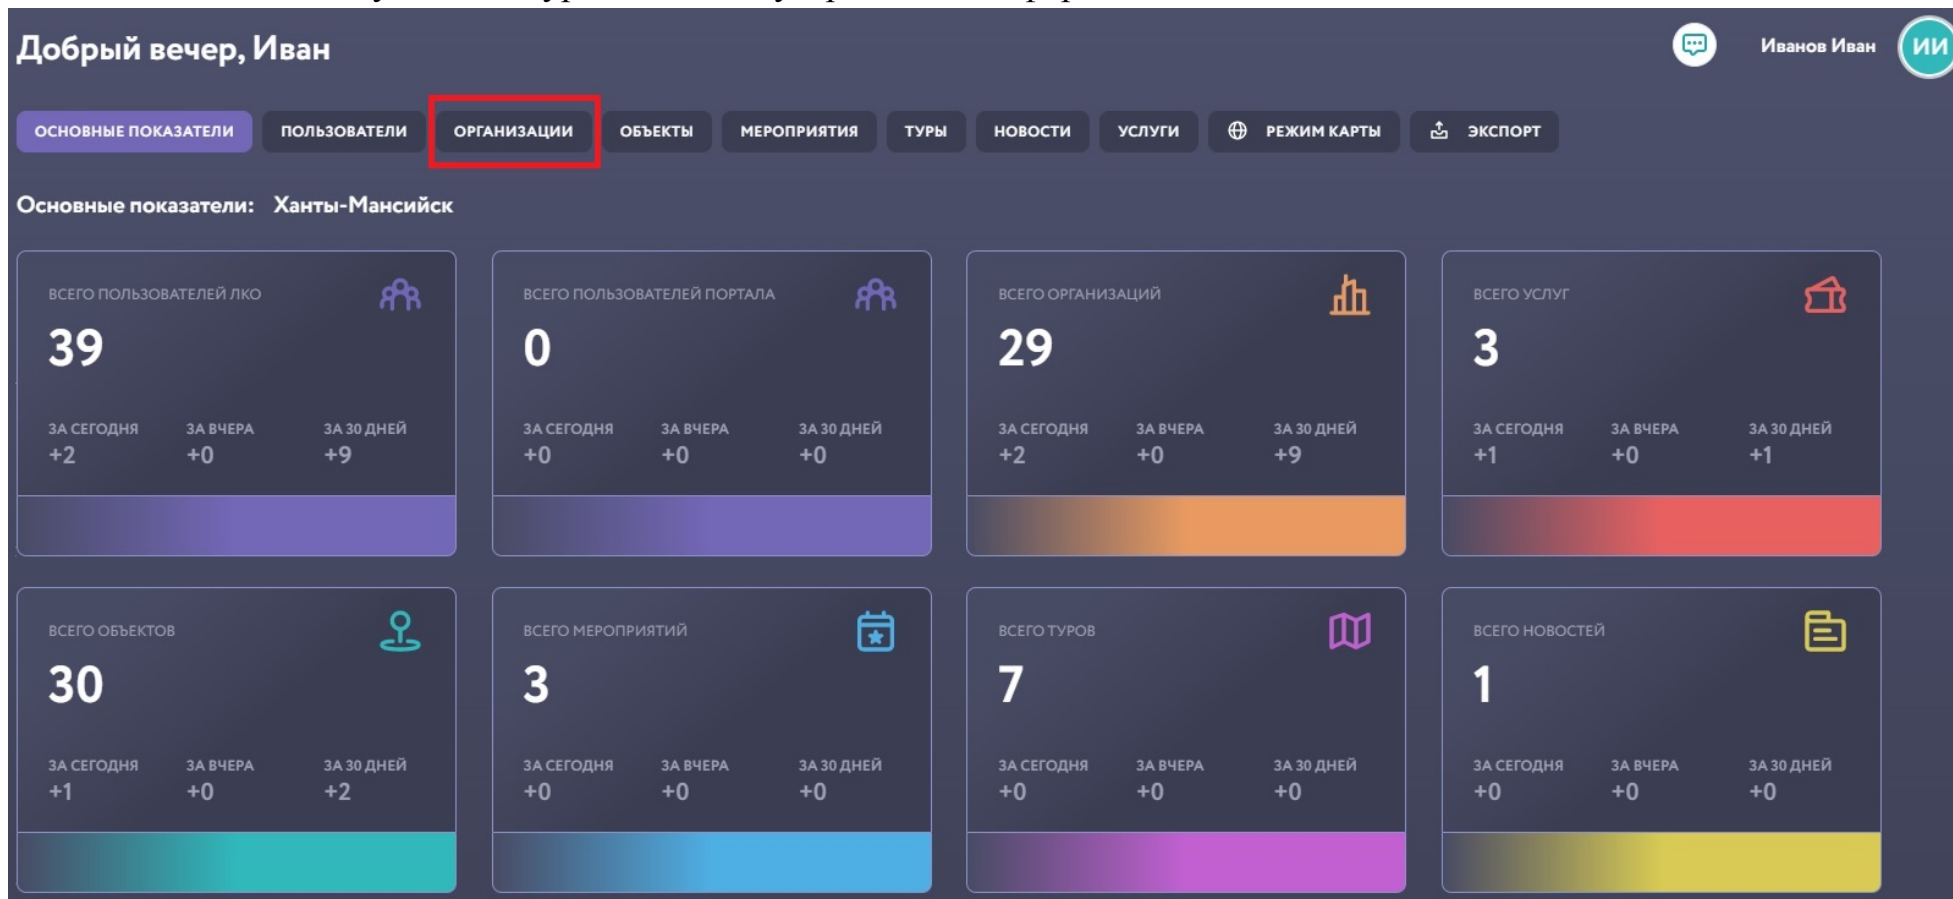 Добрый вечер, Иван
Иванов Иван
ИИ
ОСНОВНЫЕ ПОКАЗАТЕЛИ ПОЛЬЗОВАТЕЛИ ОРГАНИЗАЦИИ ОБЪЕКТЫ МЕРОПРИЯТИЯ ТУРЫ НОВОСТИ УСЛУГИ РЕЖИМ КАРТЫ ЭКСПОРТ
Основные показатели: Ханты-Мансийск
ВСЕГО ПОЛЬЗОВАТЕЛЕЙ ЛКО
39
ЗА СЕГОДНЯ ЗА ВЧЕРА ЗА 30 ДНЕЙ
+2 +0 +9
ВСЕГО ПОЛЬЗОВАТЕЛЕЙ ПОРТАЛА
0
ЗА СЕГОДНЯ ЗА ВЧЕРА ЗА 30 ДНЕЙ
+0 +0 +0
ВСЕГО ОРГАНИЗАЦИЙ
29
ЗА СЕГОДНЯ ЗА ВЧЕРА ЗА 30 ДНЕЙ
+2 +0 +9
ВСЕГО УСЛУГ
3
ЗА СЕГОДНЯ ЗА ВЧЕРА ЗА 30 ДНЕЙ
+1 +0 +1
ВСЕГО ОБЪЕКТОВ
30
ЗА СЕГОДНЯ ЗА ВЧЕРА ЗА 30 ДНЕЙ
+1 +0 +2
ВСЕГО МЕРОПРИЯТИЙ
3
ЗА СЕГОДНЯ ЗА ВЧЕРА ЗА 30 ДНЕЙ
+0 +0 +0
ВСЕГО ТУРОВ
7
ЗА СЕГОДНЯ ЗА ВЧЕРА ЗА 30 ДНЕЙ
+0 +0 +0
ВСЕГО НОВОСТЕЙ
1
ЗА СЕГОДНЯ ЗА ВЧЕРА ЗА 30 ДНЕЙ
+0 +0 +0